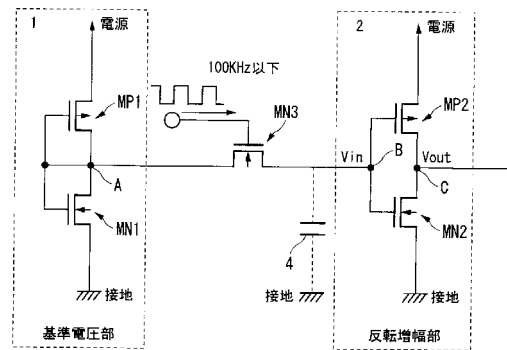 1
電源
MP1
A
MN1
接地
基準電圧部
100KHz以下
MN3
Vin
4
接地
2
電源
MP2
B
Vout
C
MN2
接地
反転増幅部